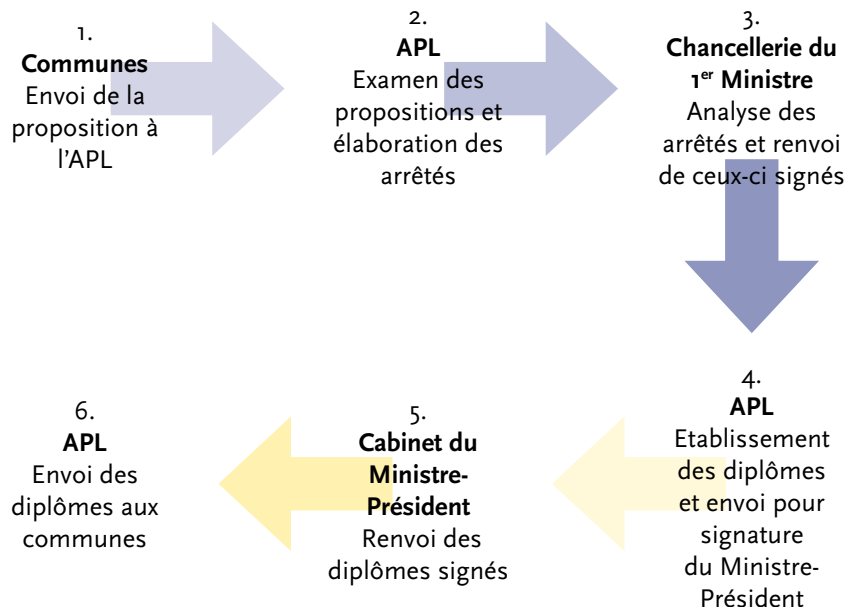 1.
Communes
Envoi de la
proposition à
l'APL
2.
APL
Examen des
propositions et
élaboration des
arrêtés
3.
Chancellerie du
1er Ministre
Analyse des
arrêtés et renvoi
de ceux-ci signés
4.
APL
Etablissement
des diplômes
et envoi pour
signature
du Ministre-
Président
5.
Cabinet du
Ministre-
Président
Renvoi des
diplômes signés
6.
APL
Envoi des
diplômes aux
communes